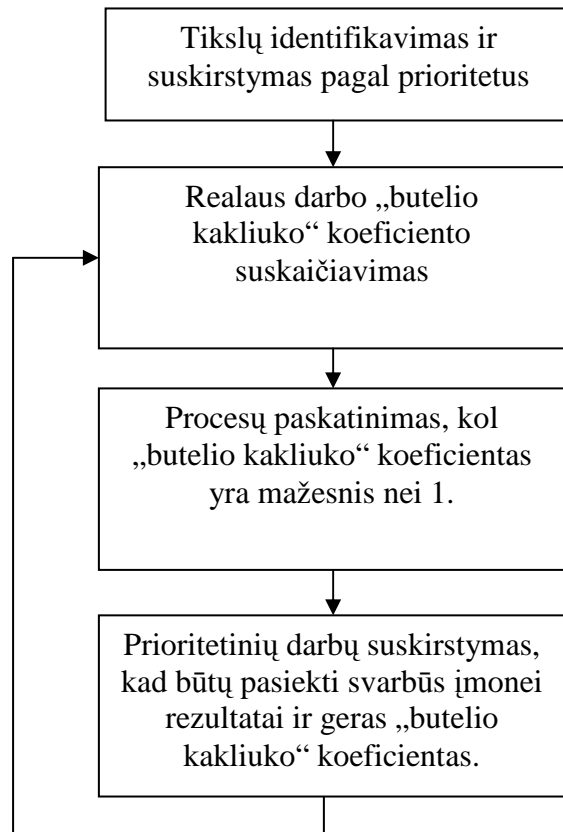 Tikslų identifikavimas ir
suskirstymas pagal prioritetus
Realaus darbo „butelio
kakliuko“ koeficiento
suskaičiavimas
Procesų paskatinimas, kol
„butelio kakliuko“ koeficientas
yra mažesnis nei 1.
Prioritetinių darbų suskirstymas,
kad būtų pasiekti svarbūs įmonei
rezultatai ir geras „butelio
kakliuko“ koeficientas.